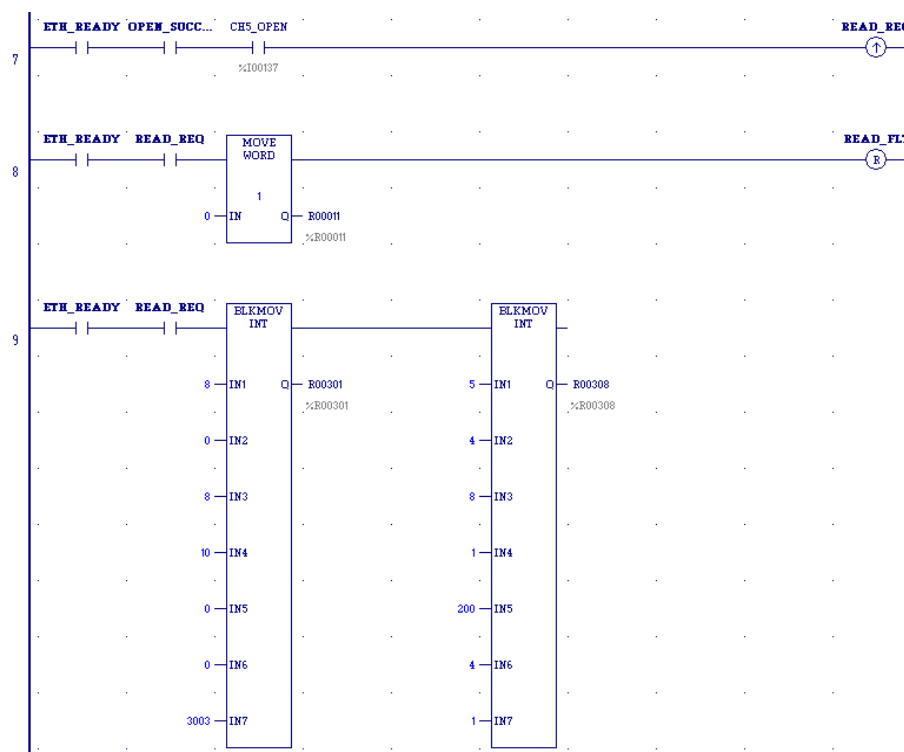 ETH_READY OPEN_SUCC... CH5_OPEN READ_REQ
↑
7
%I00137
ETH_READY READ_REQ MOVE WORD READ_FLT
R
8
1
0 IN Q R00011
%R00011
ETH_READY READ_REQ BLKMOV INT BLKMOV INT
9
8 IN1 Q R00301 5 IN1 Q R00308
%R00301 %R00308
0 IN2 4 IN2
8 IN3 8 IN3
10 IN4 1 IN4
0 IN5 200 IN5
0 IN6 4 IN6
3003 IN7 1 IN7